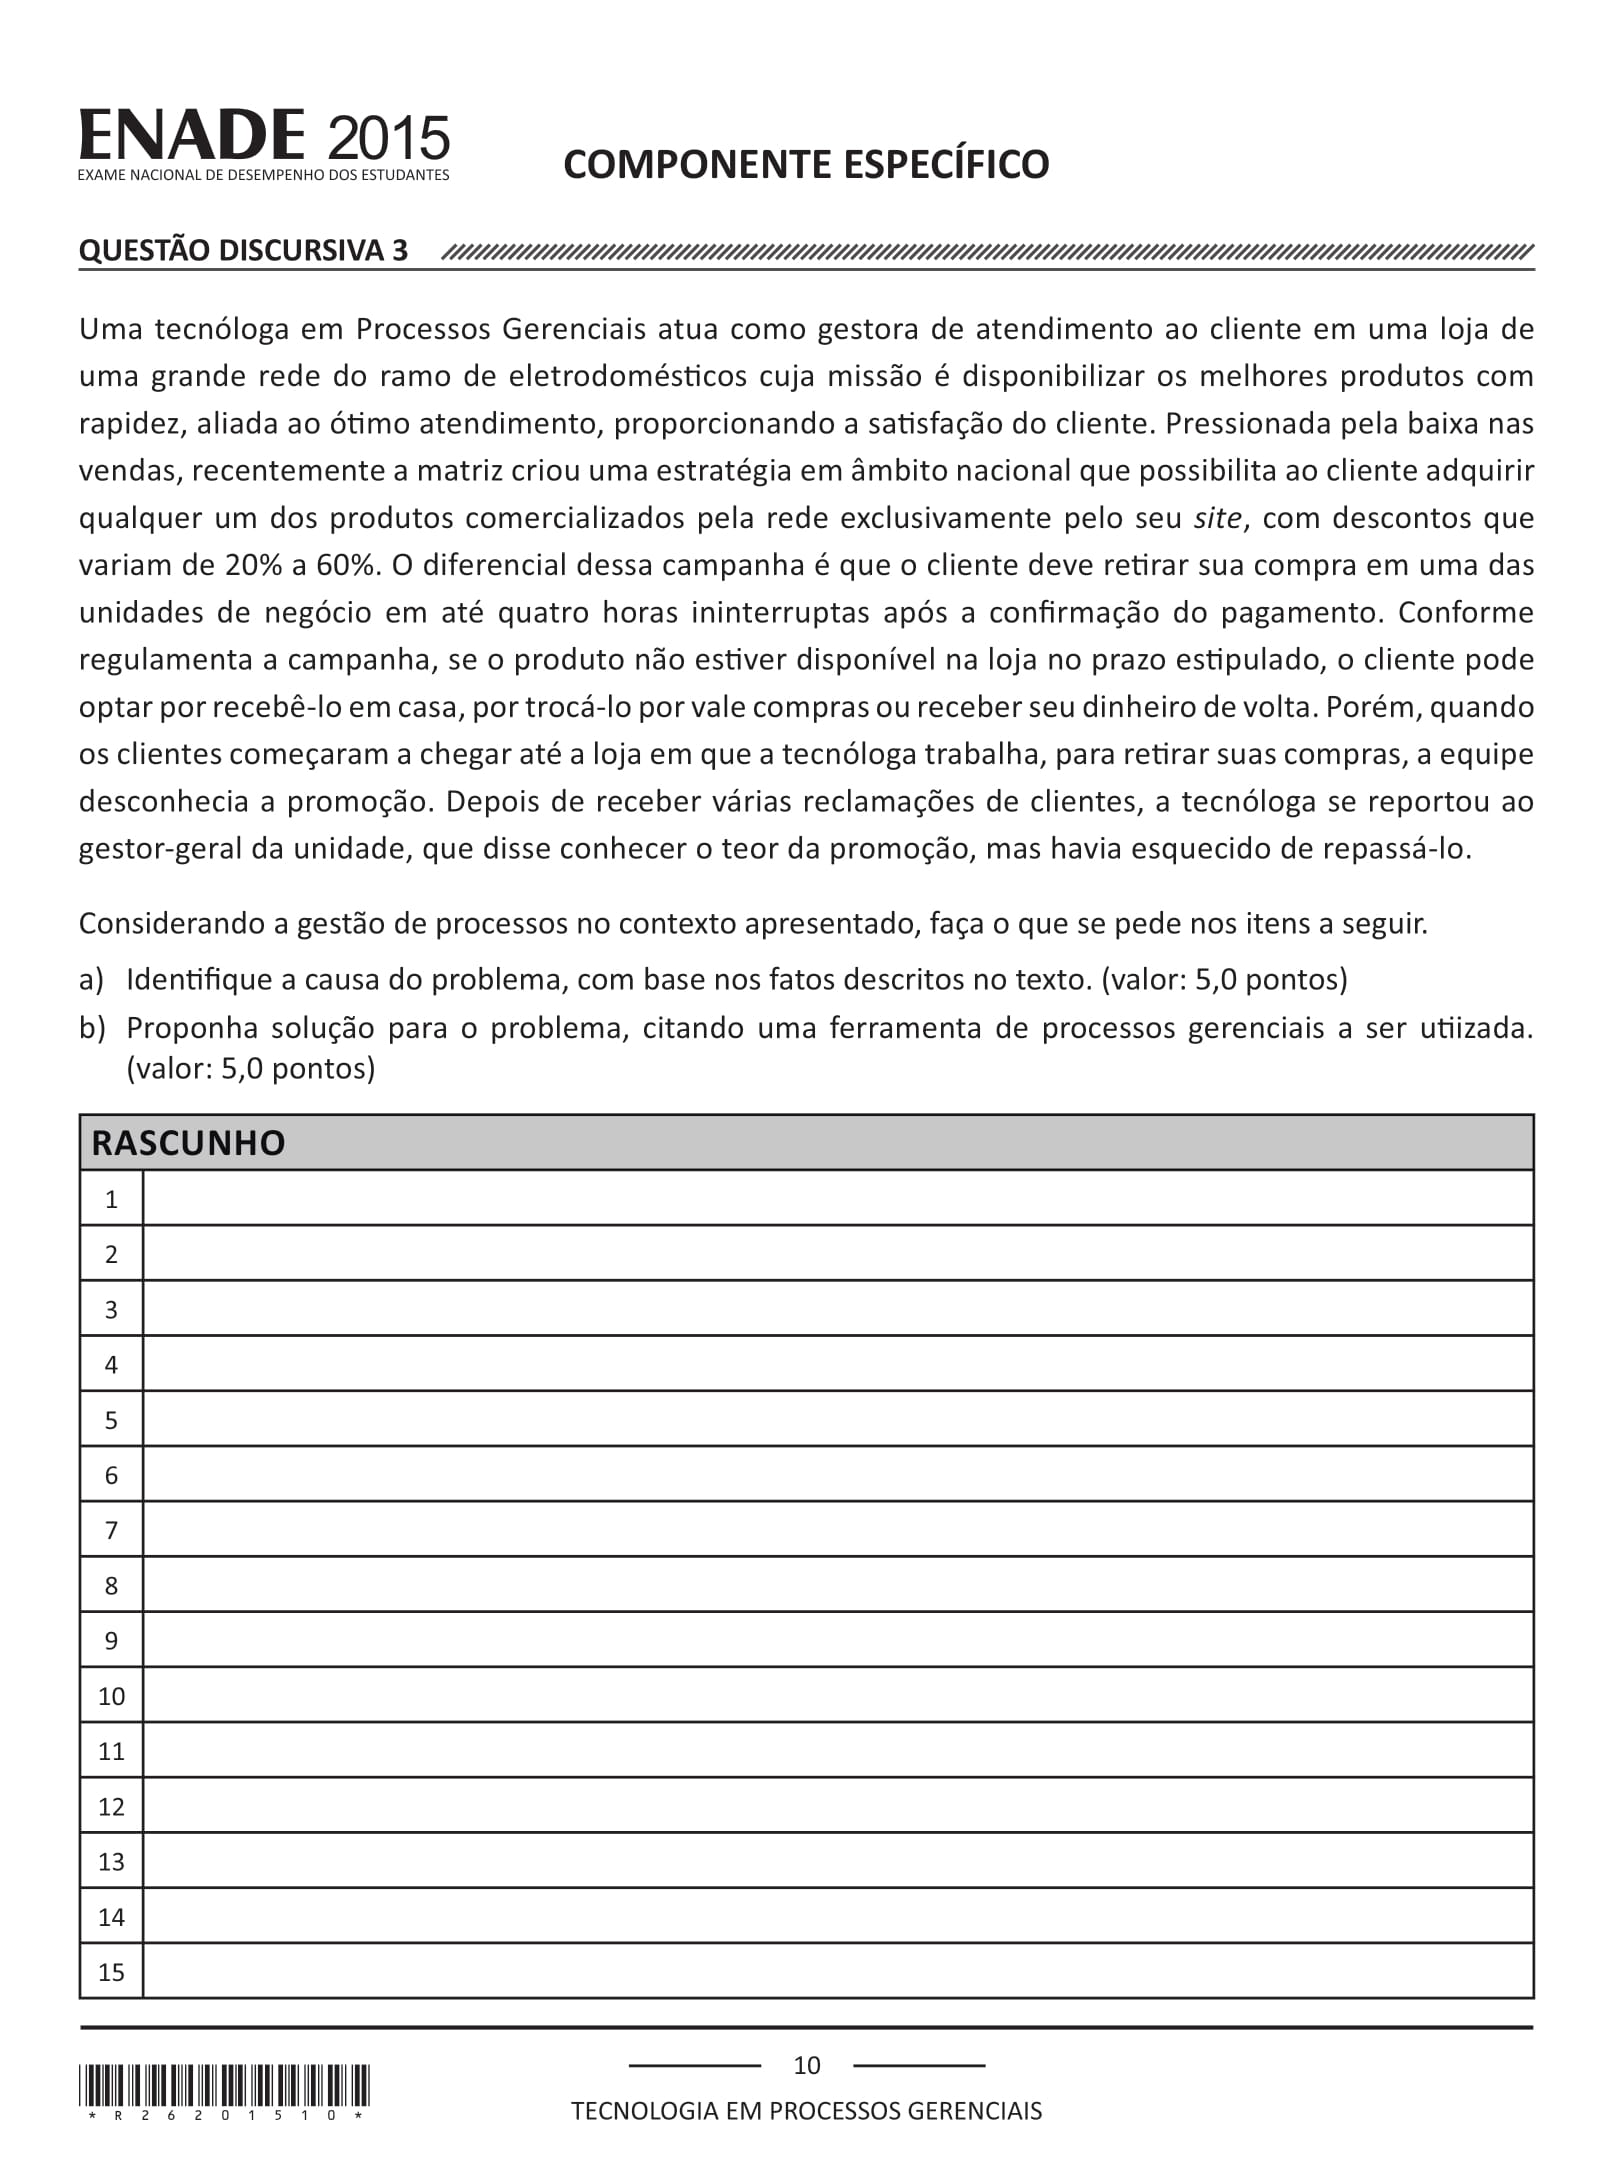 ENADE 2015
EXAME NACIONAL DE DESEMPENHO DOS ESTUDANTES
COMPONENTE ESPECÍFICO
QUESTÃO DISCURSIVA 3
Uma tecnóloga em Processos Gerenciais atua como gestora de atendimento ao cliente em uma loja de
uma grande rede do ramo de eletrodomésticos cuja missão é disponibilizar os melhores produtos com
rapidez, aliada ao ótimo atendimento, proporcionando a satisfação do cliente. Pressionada pela baixa nas
vendas, recentemente a matriz criou uma estratégia em âmbito nacional que possibilita ao cliente adquirir
qualquer um dos produtos comercializados pela rede exclusivamente pelo seu site, com descontos que
variam de 20% a 60%. O diferencial dessa campanha é que o cliente deve retirar sua compra em uma das
unidades de negócio em até quatro horas ininterruptas após a confirmação do pagamento. Conforme
regulamenta a campanha, se o produto não estiver disponível na loja no prazo estipulado, o cliente pode
optar por recebê-lo em casa, por trocá-lo por vale compras ou receber seu dinheiro de volta. Porém, quando
os clientes começaram a chegar até a loja em que a tecnóloga trabalha, para retirar suas compras, a equipe
desconhecia a promoção. Depois de receber várias reclamações de clientes, a tecnóloga se reportou ao
gestor-geral da unidade, que disse conhecer o teor da promoção, mas havia esquecido de repassá-lo.
Considerando a gestão de processos no contexto apresentado, faça o que se pede nos itens a seguir.
a) Identifique a causa do problema, com base nos fatos descritos no texto. (valor: 5,0 pontos)
b) Proponha solução para o problema, citando uma ferramenta de processos gerenciais a ser utiizada.
(valor: 5,0 pontos)
RASCUNHO
1
2
3
4
5
6
7
8
9
10
11
12
13
14
15
10
TECNOLOGIA EM PROCESSOS GERENCIAIS
* R 2 6 2 0 1 5 1 0 *